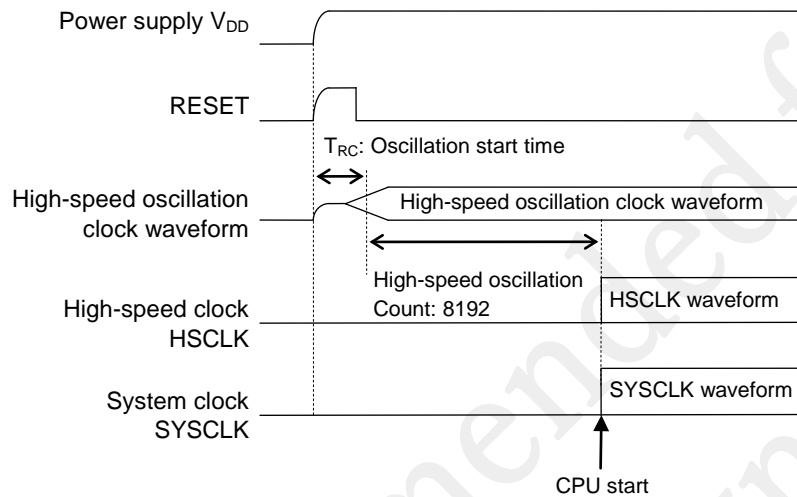 Power supply VDD
RESET
TRC: Oscillation start time
High-speed oscillation
clock waveform
High-speed oscillation clock waveform
High-speed oscillation
Count: 8192
High-speed clock
HSCLK
HSCLK waveform
System clock
SYSCLK
SYSCLK waveform
CPU start